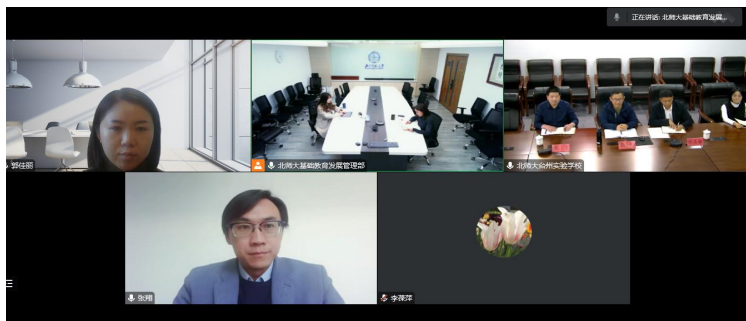 正在讲话: 北师大基础教育发展...
郭佳丽
北师大基础教育发展管理部
北师大台州实验学校
张翔
李葆萍